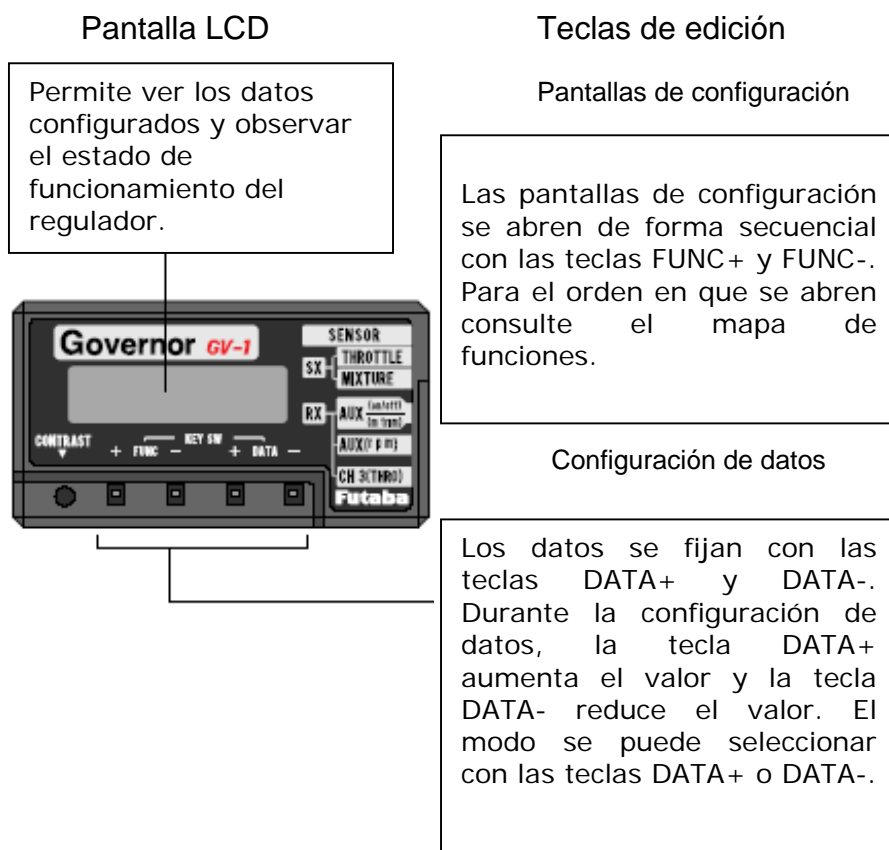 Pantalla LCD
Permite ver los datos
configurados y observar
el estado de
funcionamiento del
regulador.
Teclas de edición
Pantallas de configuración
Las pantallas de configuración
se abren de forma secuencial
con las teclas FUNC+ y FUNC-.
Para el orden en que se abren
consulte el mapa de
funciones.
Governor GV-1
SENSOR
SX
THROTTLE
MIXTURE
RX
AUX (on/off)
AUX(r p m)
CH 3(THRO)
Futaba
CONTRAST
+ FUNC - KEY SW + DATA -
Configuración de datos
Los datos se fijan con las
teclas DATA+ y DATA-.
Durante la configuración de
datos, la tecla DATA+
aumenta el valor y la tecla
DATA- reduce el valor. El
modo se puede seleccionar
con las teclas DATA+ o DATA-.